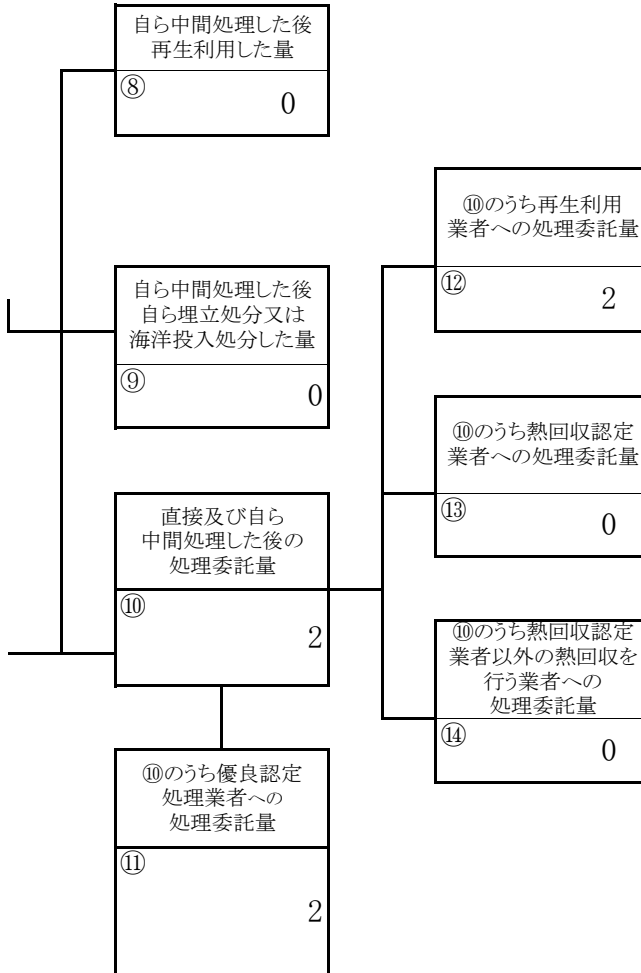 自ら中間処理した後
再生利用した量
⑧
0
自ら中間処理した後
自ら埋立処分又は
海洋投入処分した量
⑨
0
直接及び自ら
中間処理した後の
処理委託量
⑩
2
⑩のうち優良認定
処理業者への
処理委託量
⑪
2
⑩のうち再生利用
業者への処理委託量
⑫
2
⑩のうち熱回収認定
業者への処理委託量
⑬
0
⑩のうち熱回収認定
業者以外の熱回収を
行う業者への
処理委託量
⑭
0